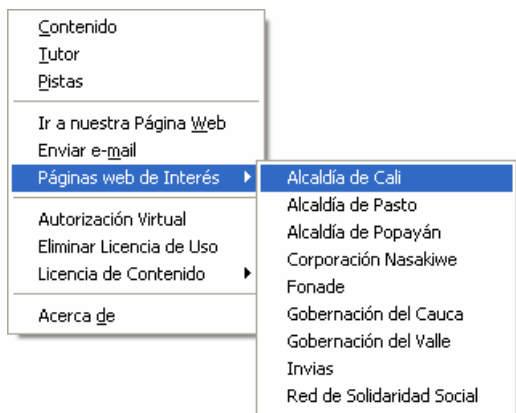 Contenido
Tutor
Pistas
Ir a nuestra Página Web
Enviar e-mail
Páginas web de Interés
Autorización Virtual
Eliminar Licencia de Uso
Licencia de Contenido
Acerca de
Alcaldía de Cali
Alcaldía de Pasto
Alcaldía de Popayán
Corporación Nasakiwe
Fonade
Gobernación del Cauca
Gobernación del Valle
Invias
Red de Solidaridad Social